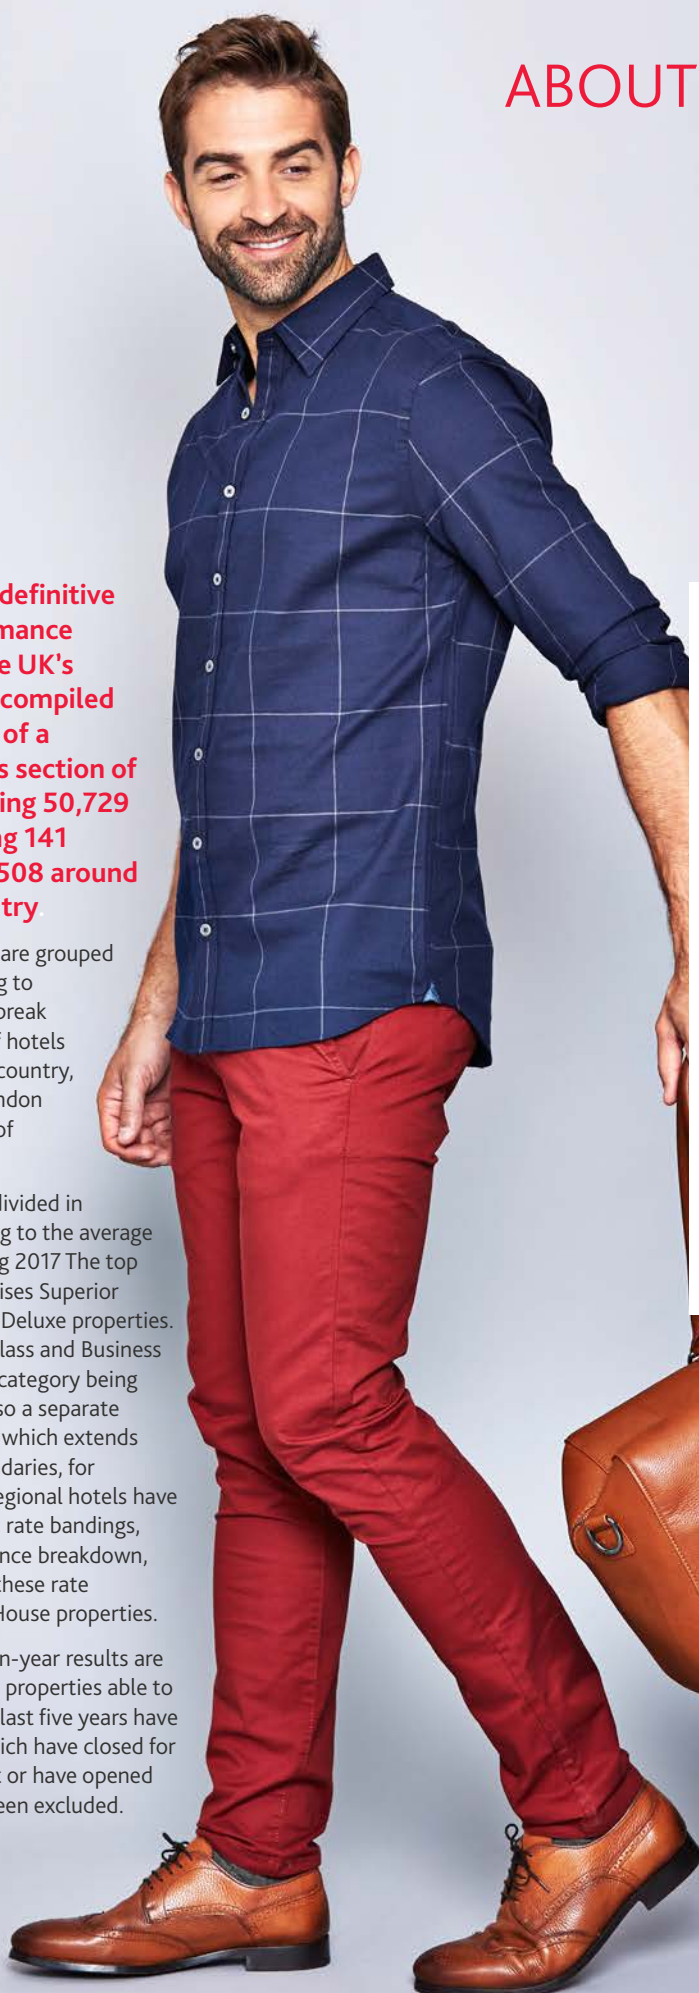 ABOUT
definitive
mance
e UK's
compiled
of a
s section of
ing 50,729
g 141
508 around
try.
are grouped
g to
break
f hotels
country,
ndon
of
divided in
g to the average
g 2017 The top
ises Superior
Deluxe properties.
lass and Business
category being
so a separate
which extends
daries, for
egional hotels have
rate bandings,
nce breakdown,
these rate
House properties.
n-year results are
properties able to
last five years have
ich have closed for
t or have opened
een excluded.